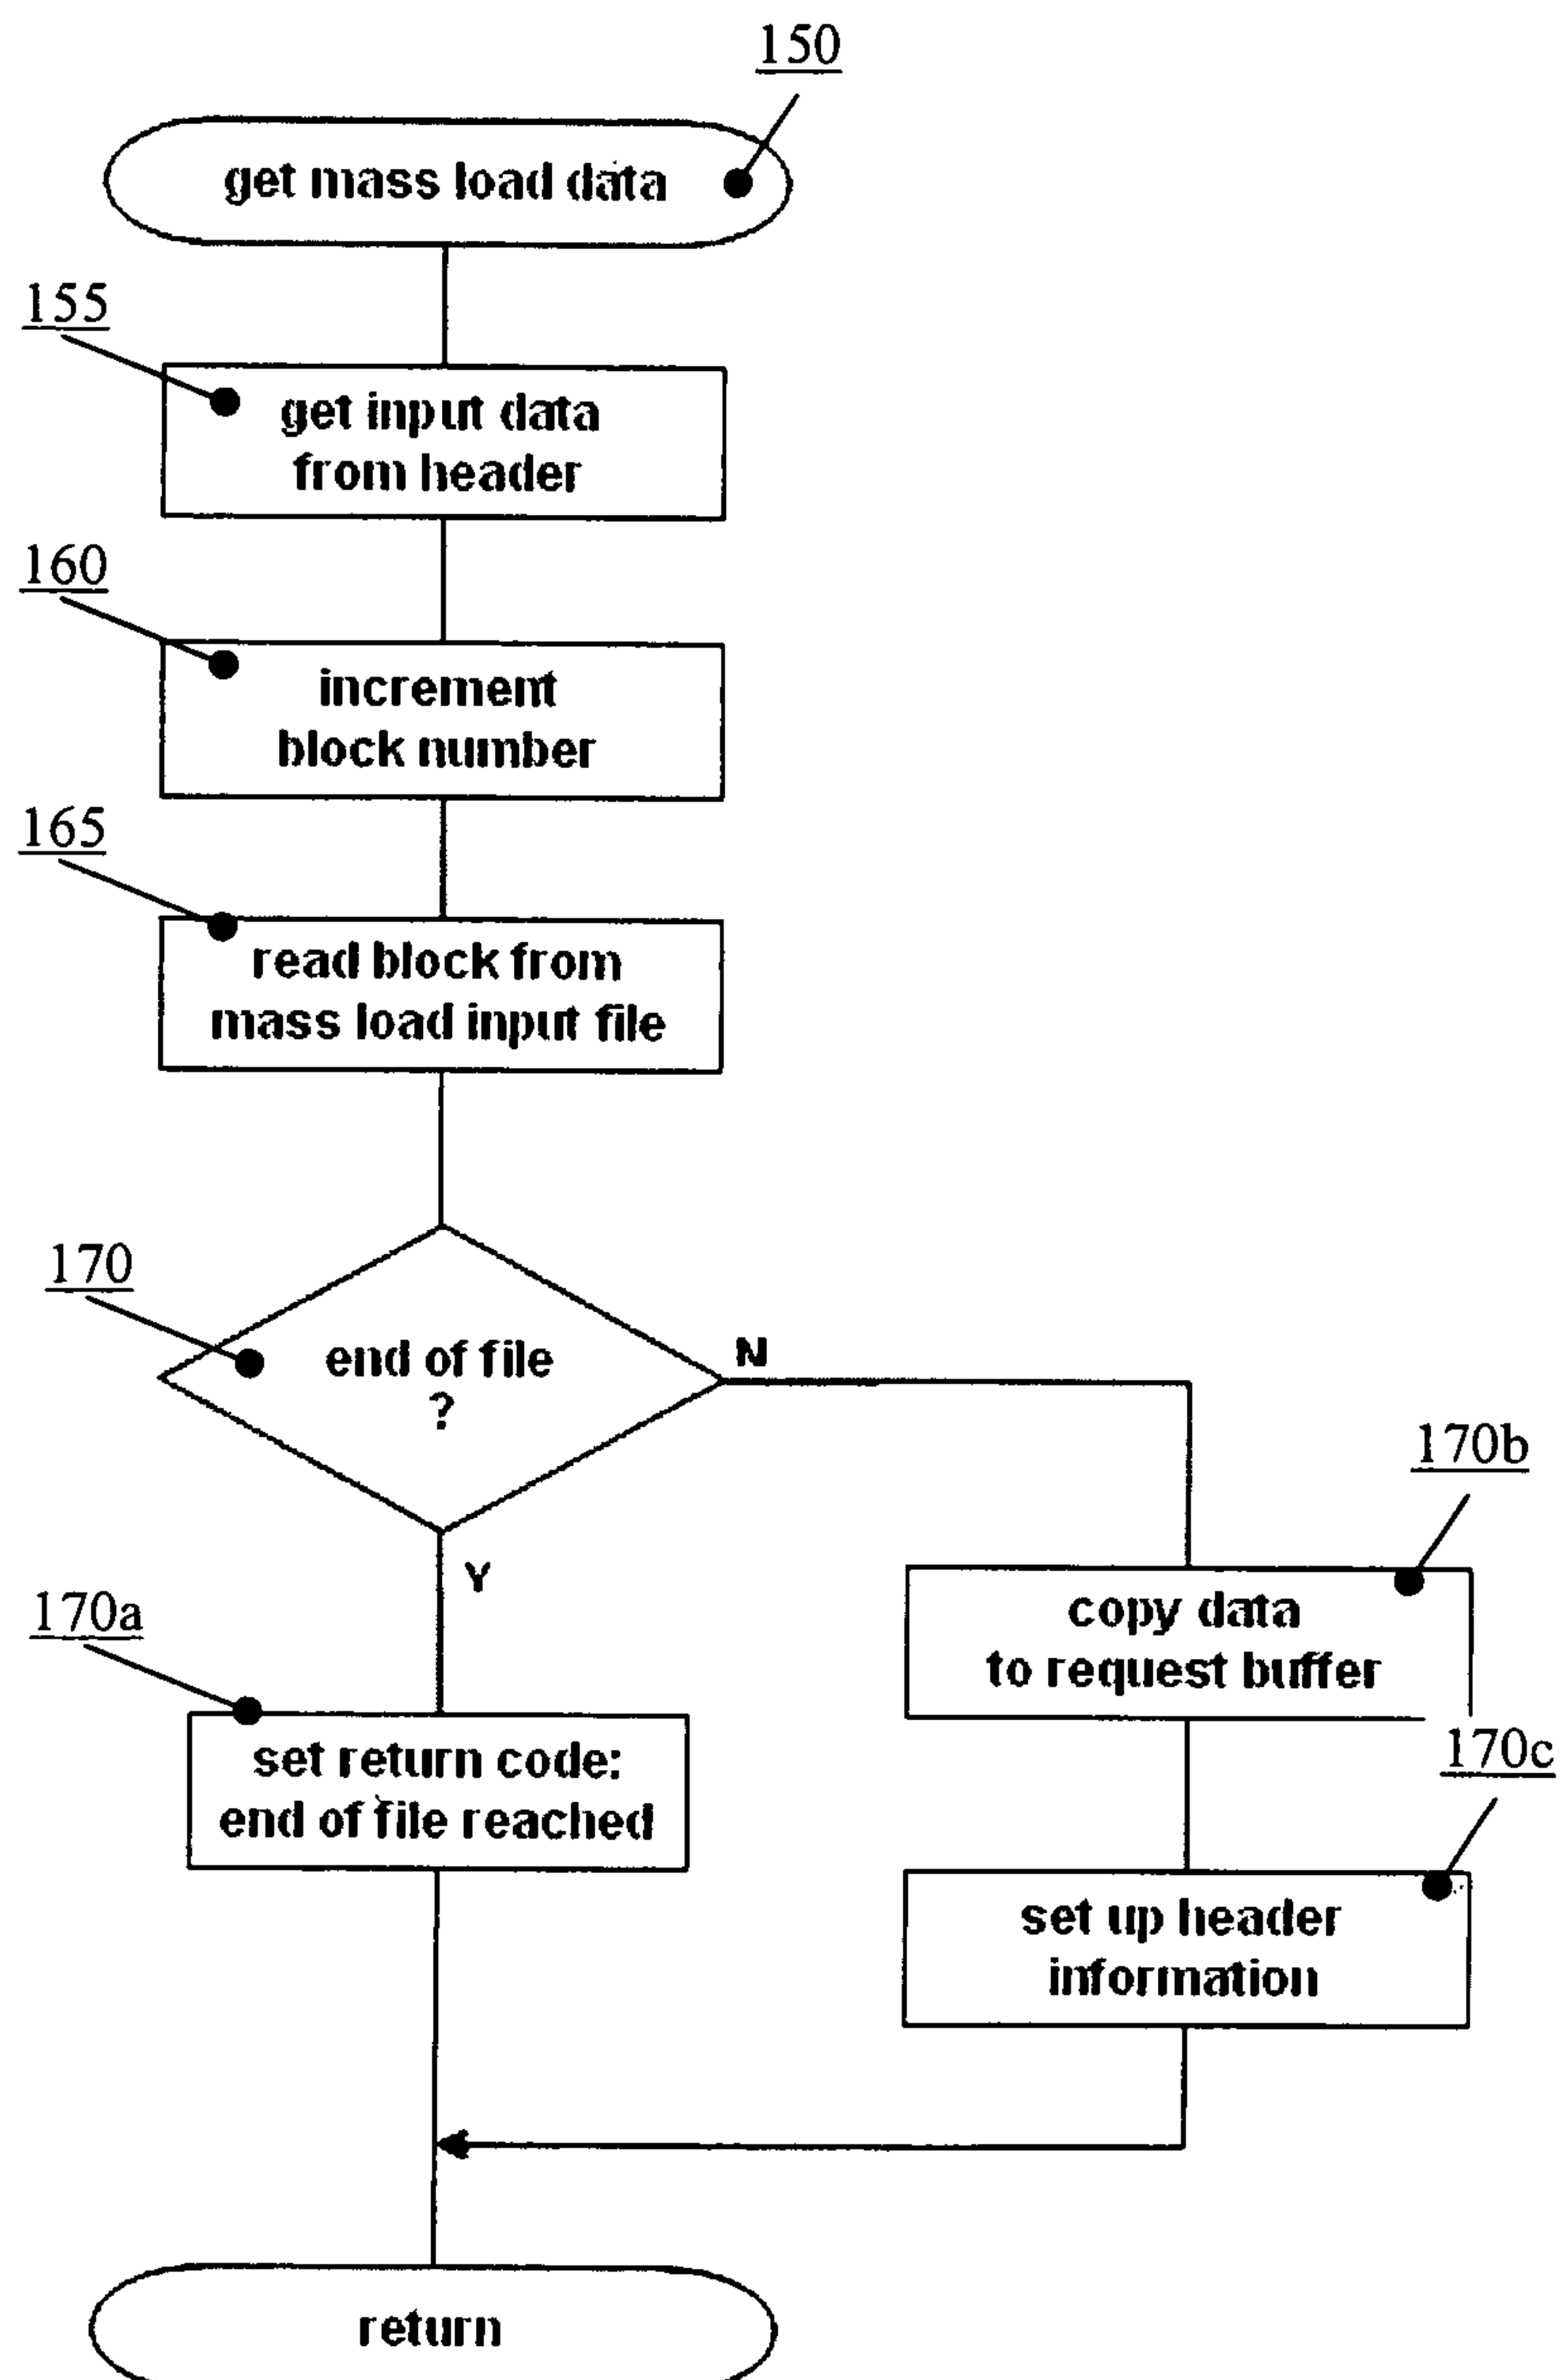 150
get mass load data
155
get input data
from header
160
increment
block number
165
read block from
mass load input file
170
end of file
?
N
Y
170b
copy data
to request buffer
170a
set return code:
end of file reached
170c
set up header
information
return